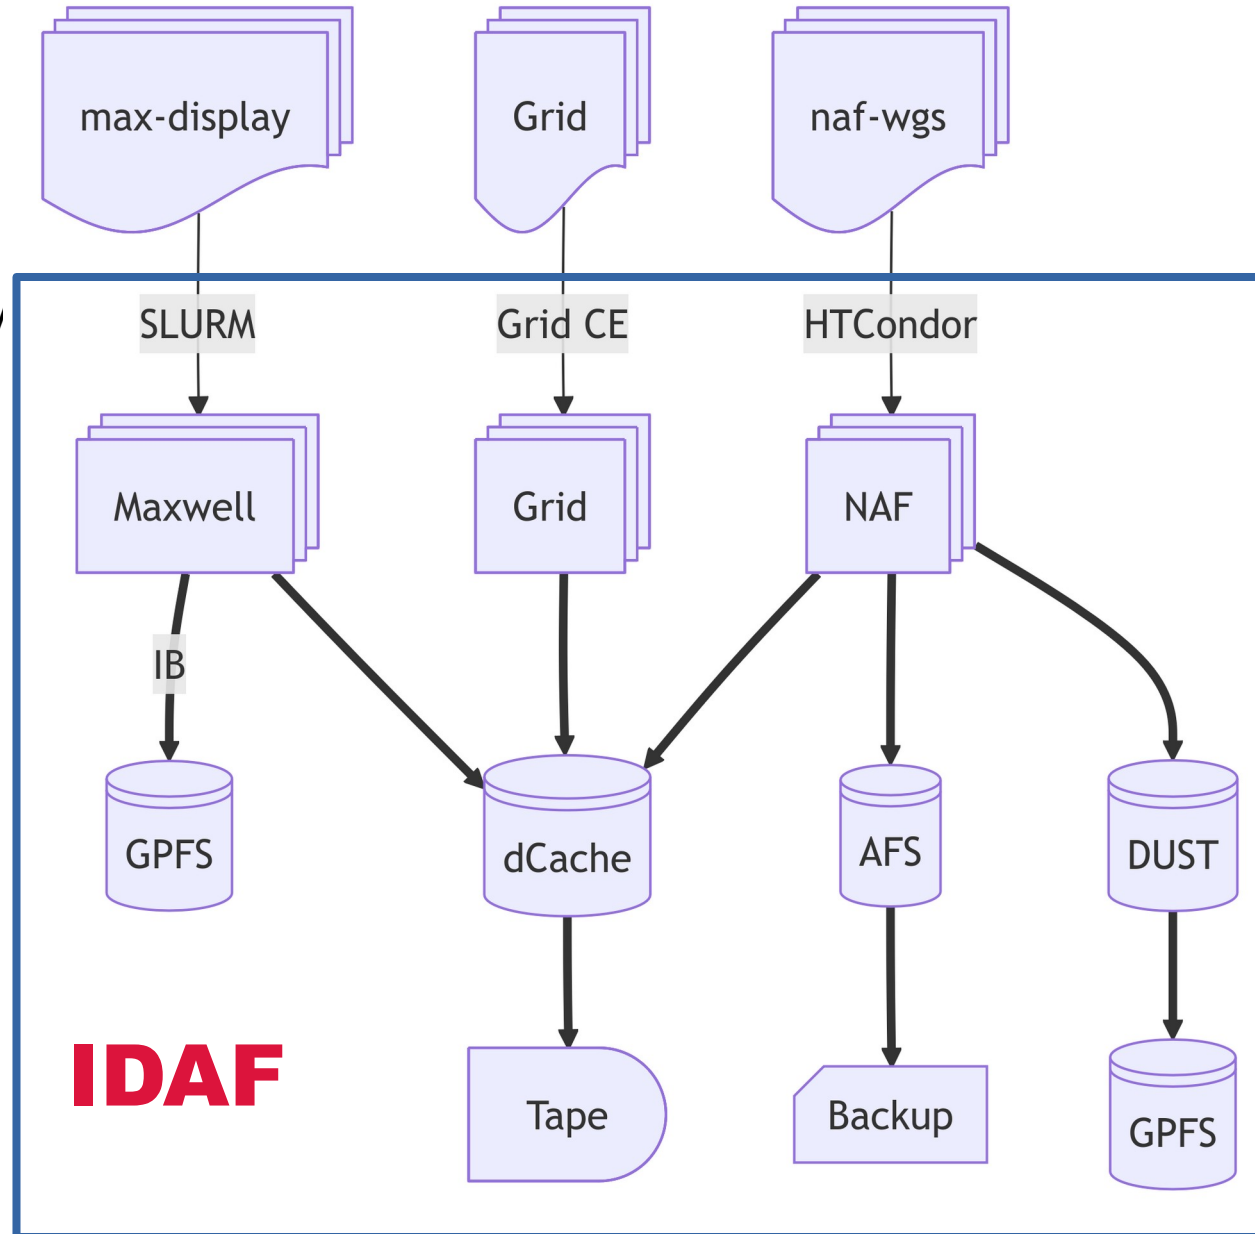 max-display
Grid
naf-wgs
SLURM
Grid CE
HTCondor
Maxwell
Grid
NAF
IB
GPFS
dCache
AFS
DUST
IDAF
Tape
Backup
GPFS